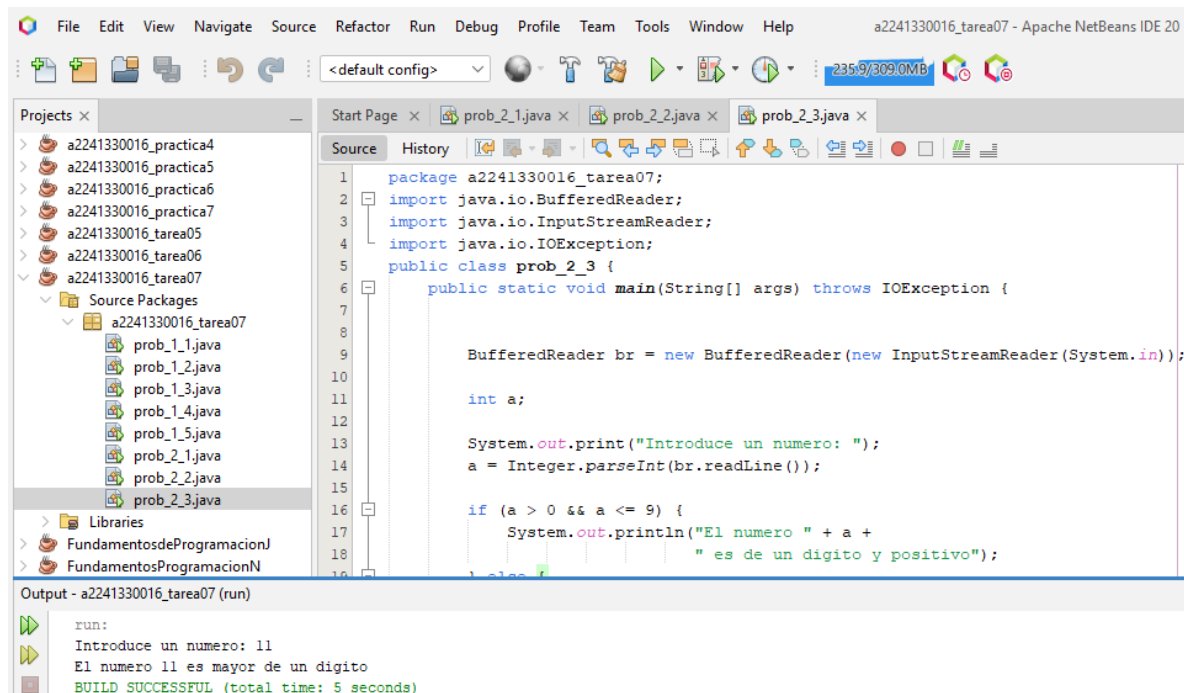 File Edit View Navigate Source Refactor Run Debug Profile Team Tools Window Help a2241330016_tarea07 - Apache NetBeans IDE 20
<default config> 235.9/309.0MB
Projects
a2241330016_practica4
a2241330016_practica5
a2241330016_practica6
a2241330016_practica7
a2241330016_tarea05
a2241330016_tarea06
a2241330016_tarea07
Source Packages
a2241330016_tarea07
prob_1_1.java
prob_1_2.java
prob_1_3.java
prob_1_4.java
prob_1_5.java
prob_2_1.java
prob_2_2.java
prob_2_3.java
Libraries
FundamentosdeProgramacionJ
FundamentosProgramacionN
Start Page prob_2_1.java prob_2_2.java prob_2_3.java
Source History
1 package a2241330016_tarea07;
2 import java.io.BufferedReader;
3 import java.io.InputStreamReader;
4 import java.io.IOException;
5 public class prob_2_3 {
6 public static void main(String[] args) throws IOException {
7
8
9 BufferedReader br = new BufferedReader(new InputStreamReader(System.in));
10
11 int a;
12
13 System.out.print("Introduce un numero: ");
14 a = Integer.parseInt(br.readLine());
15
16 if (a > 0 && a <= 9) {
17 System.out.println("El numero " + a +
18 " es de un digito y positivo");
19 } else {
Output - a2241330016_tarea07 (run)
run:
Introduce un numero: 11
El numero 11 es mayor de un digito
BUILD SUCCESSFUL (total time: 5 seconds)